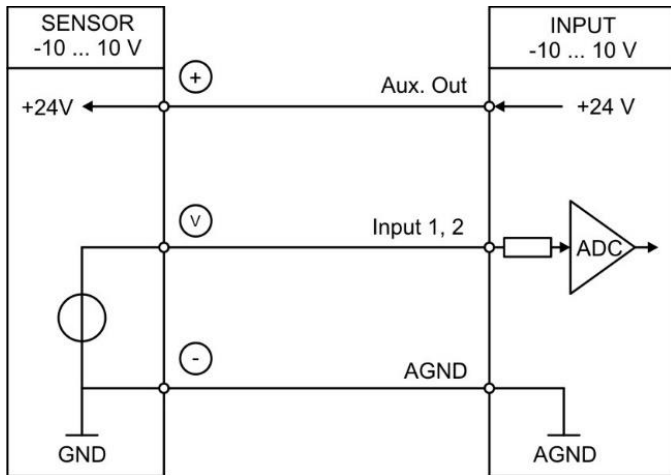 SENSOR
-10 ... 10 V
INPUT
-10 ... 10 V
+
Aux. Out
+24V
+24 V
V
Input 1, 2
ADC
-
AGND
GND
AGND